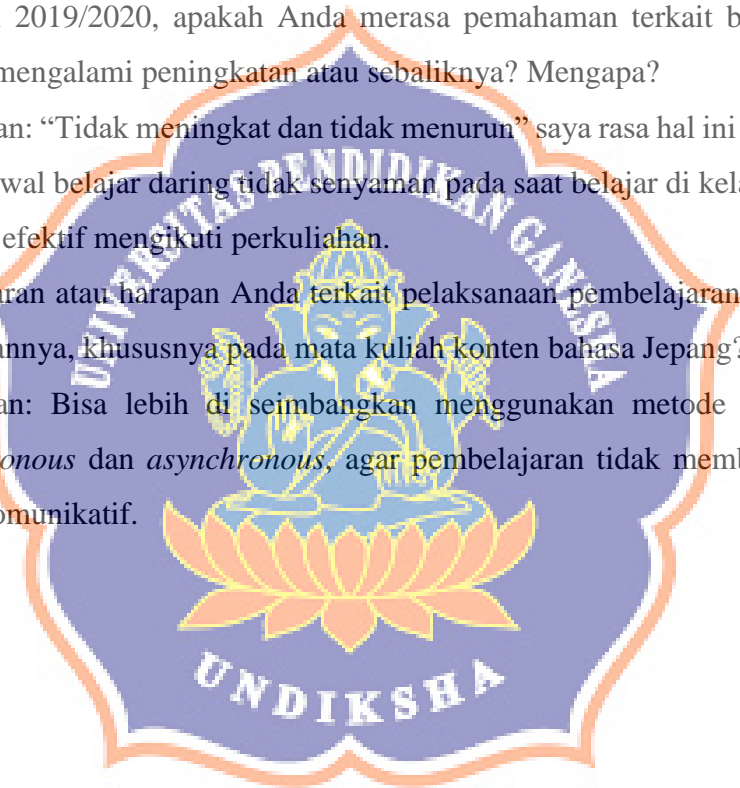 2019/2020, apakah Anda merasa pemahaman terkait b
mengalami peningkatan atau sebaliknya? Mengapa?
an: “Tidak meningkat dan tidak menurun” saya rasa hal ini
wal belajar daring tidak senyaman pada saat belajar di kela
efektif mengikuti perkuliahan.
aran atau harapan Anda terkait pelaksanaan pembelajaran
annya, khususnya pada mata kuliah konten bahasa Jepang?
an: Bisa lebih di seimbangkan menggunakan metode
onous dan asynchronous, agar pembelajaran tidak memb
omunikatif.
UNIVERSITAS PENDIDIKAN GANESHA
UNDIKSHA